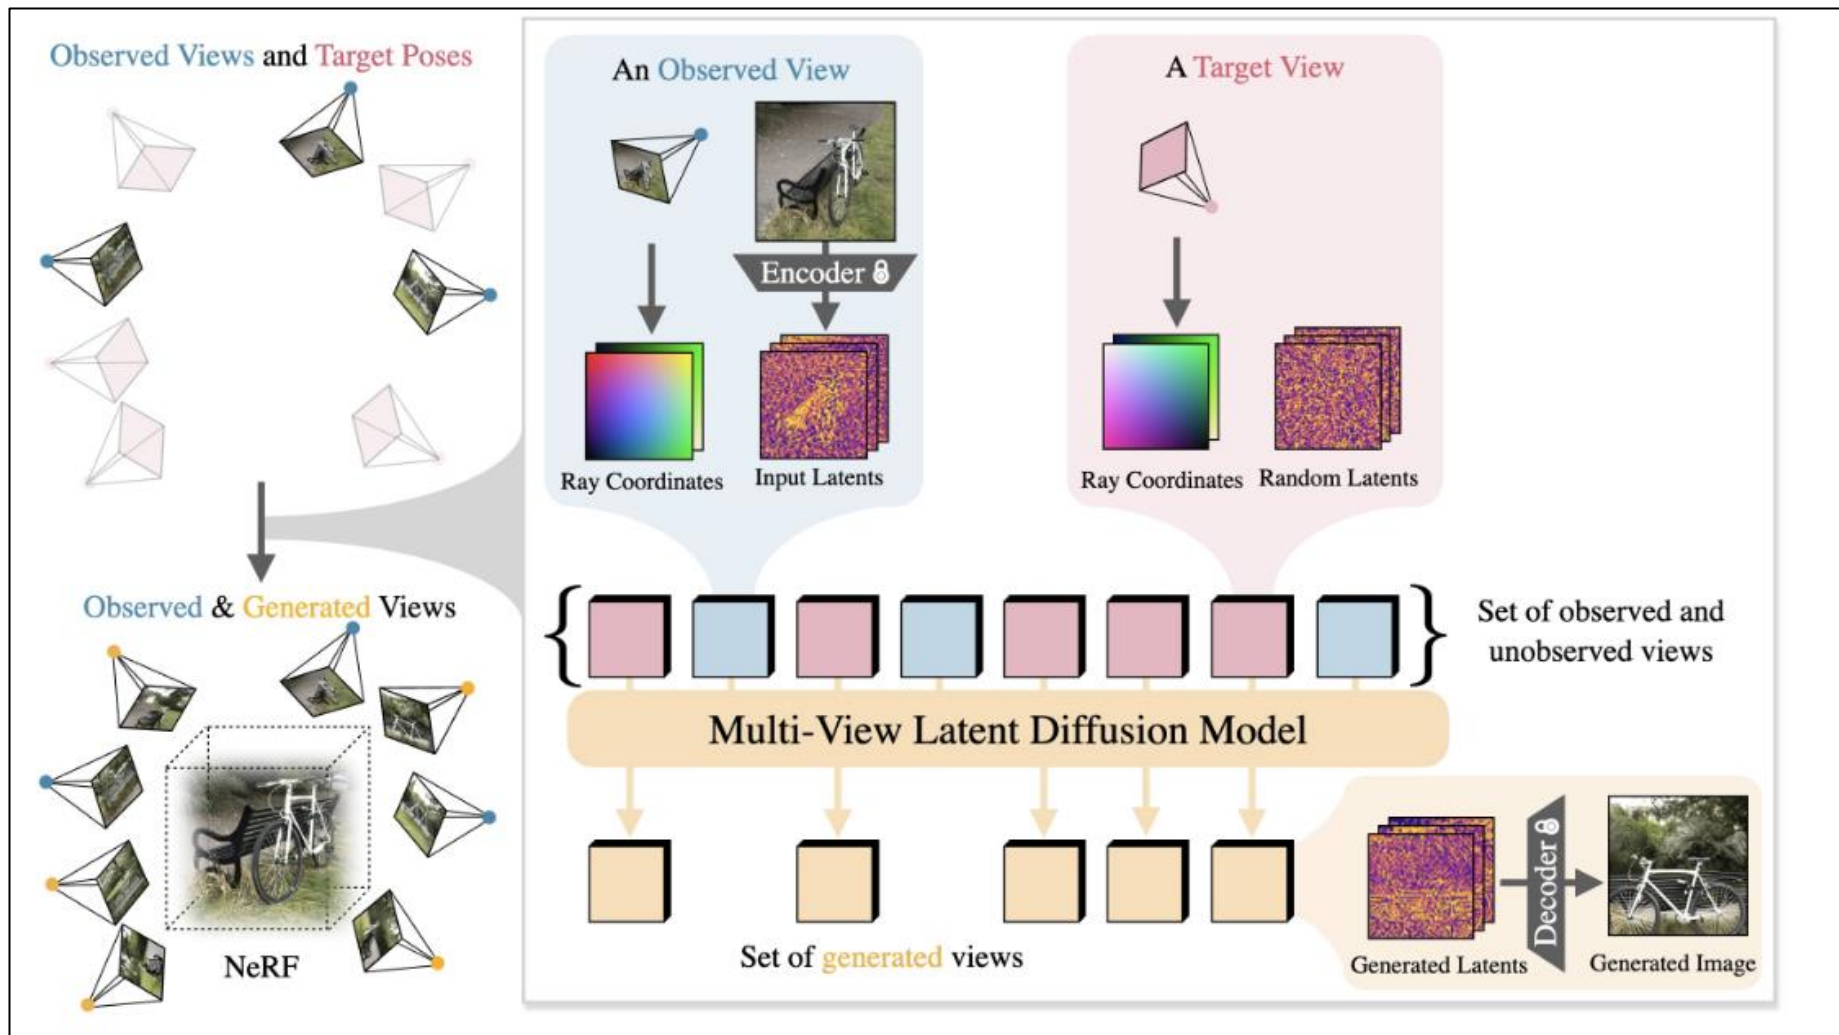 Observed Views and Target Poses
An Observed View
A Target View
Encoder
Ray Coordinates
Input Latents
Ray Coordinates
Random Latents
Observed & Generated Views
Set of observed and
unobserved views
Multi-View Latent Diffusion Model
NeRF
Set of generated views
Generated Latents
Decoder
Generated Image